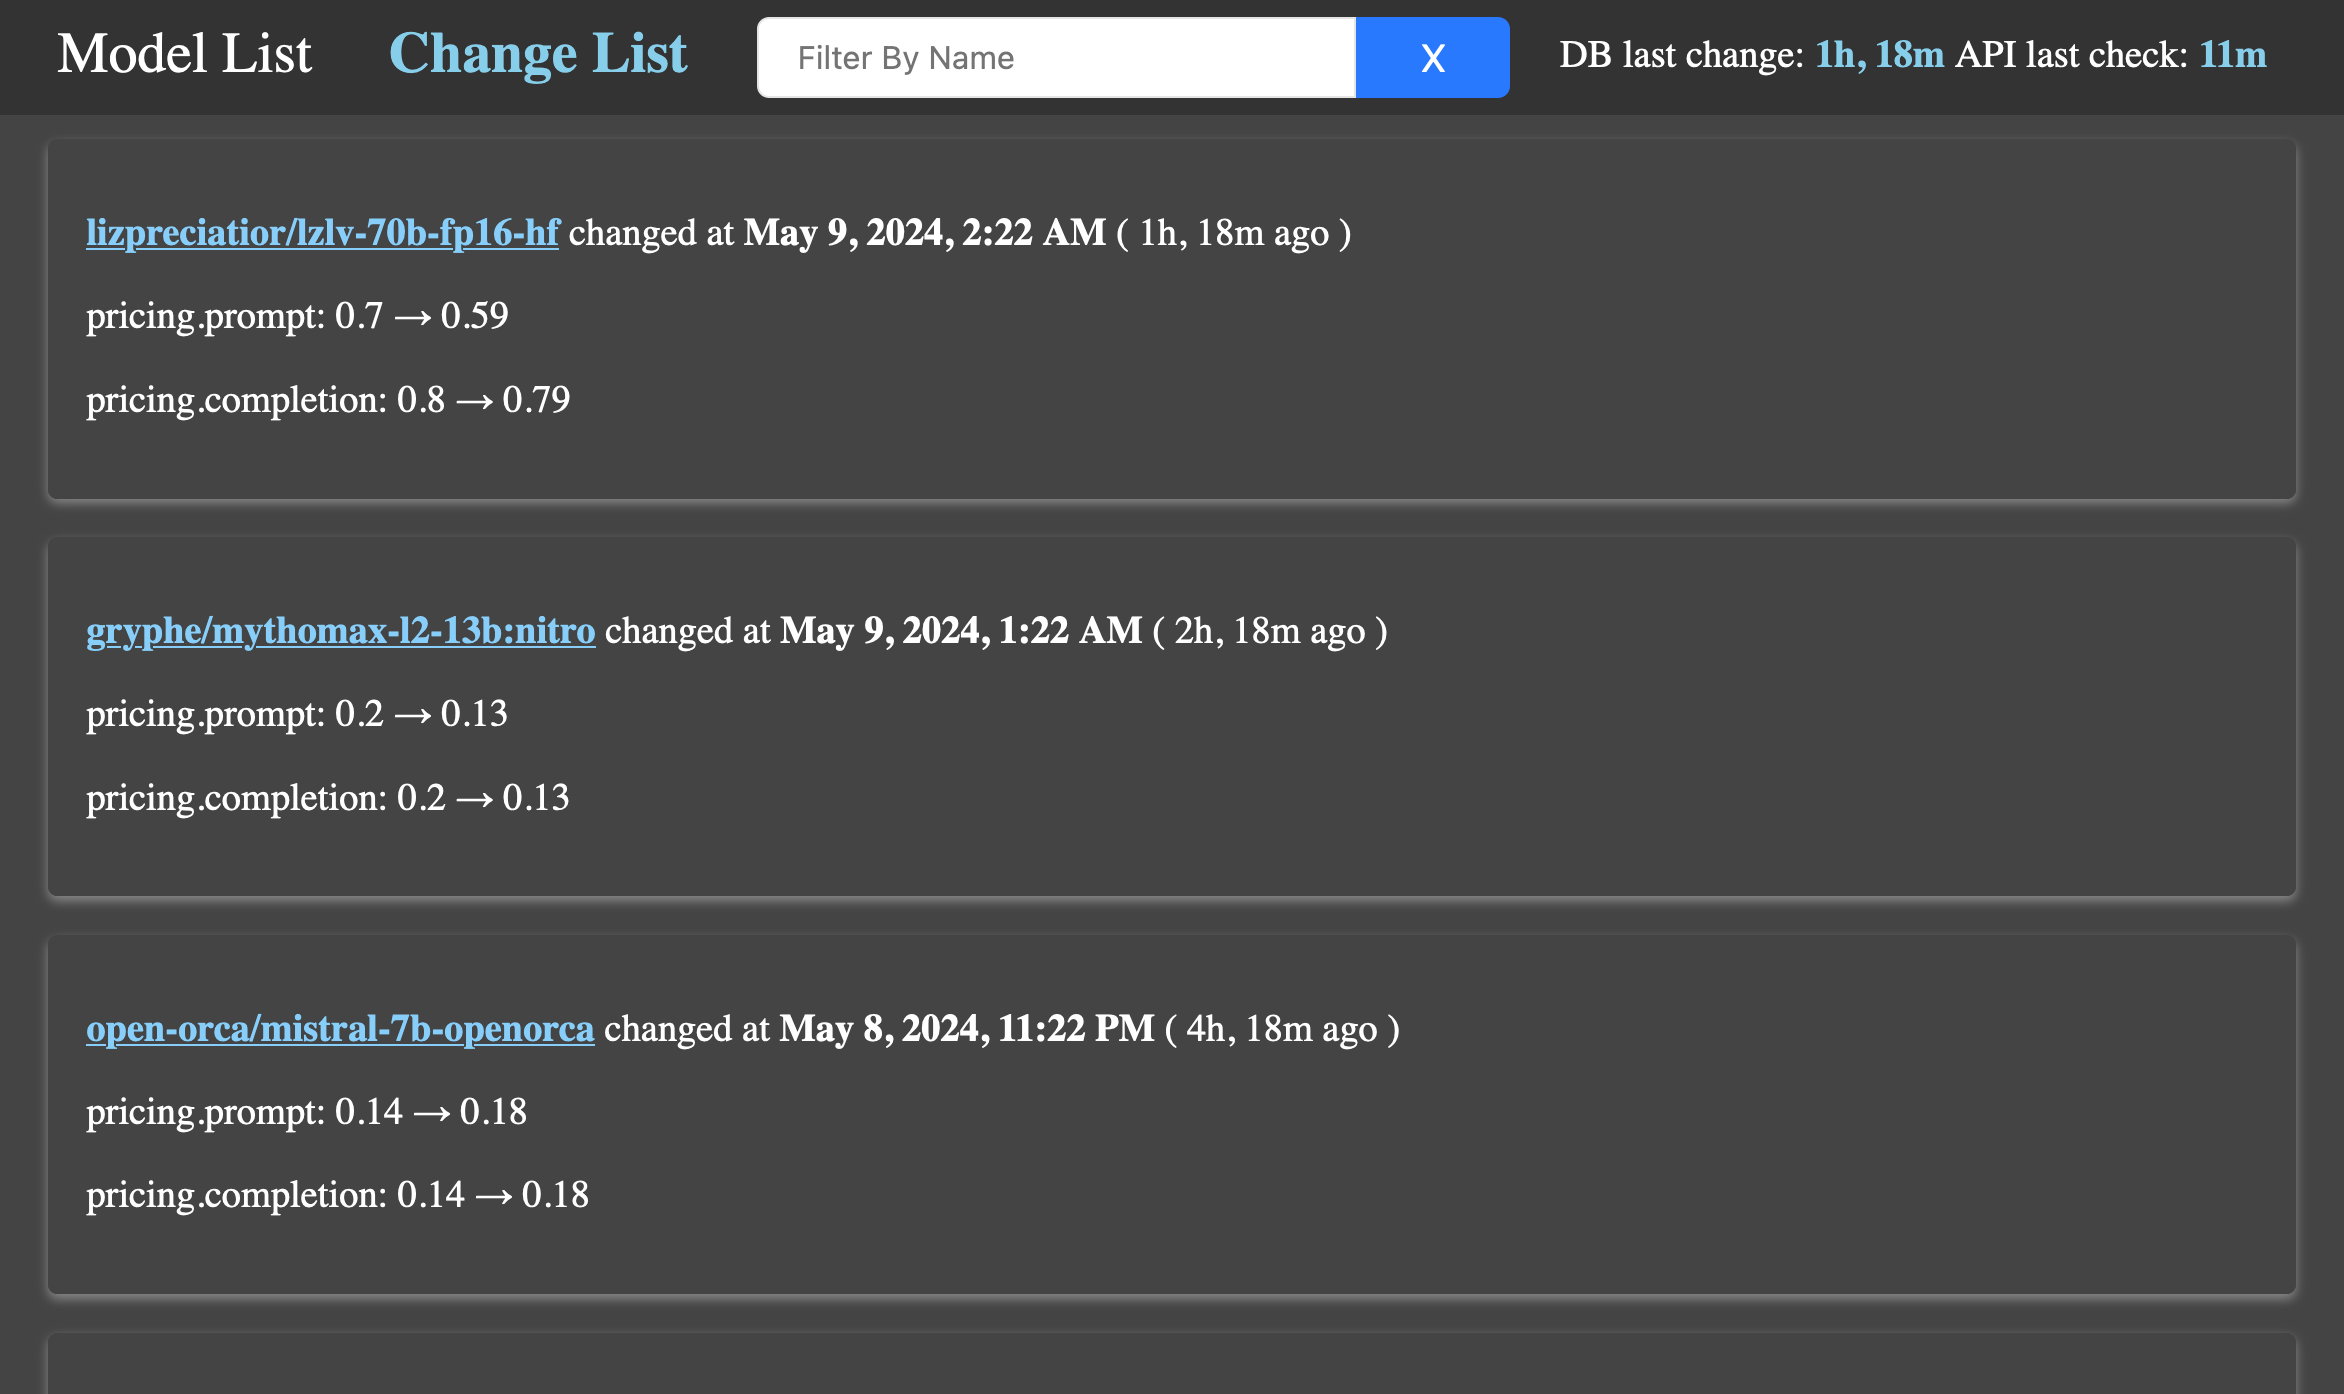 Model List Change List Filter By Name X DB last change: 1h, 18m API last check: 11m
lizpreciatior/lzlv-70b-fp16-hf changed at May 9, 2024, 2:22 AM ( 1h, 18m ago )
pricing.prompt: 0.7 → 0.59
pricing.completion: 0.8 → 0.79
gryphe/mythomax-l2-13b:nitro changed at May 9, 2024, 1:22 AM ( 2h, 18m ago )
pricing.prompt: 0.2 → 0.13
pricing.completion: 0.2 → 0.13
open-orca/mistral-7b-openorca changed at May 8, 2024, 11:22 PM ( 4h, 18m ago )
pricing.prompt: 0.14 → 0.18
pricing.completion: 0.14 → 0.18